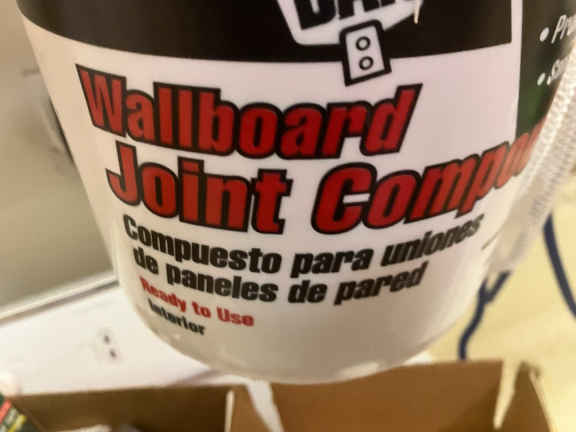 Wallboard
Joint
Compuesto para uniones
de paneles de pared
Ready to Use
Interior